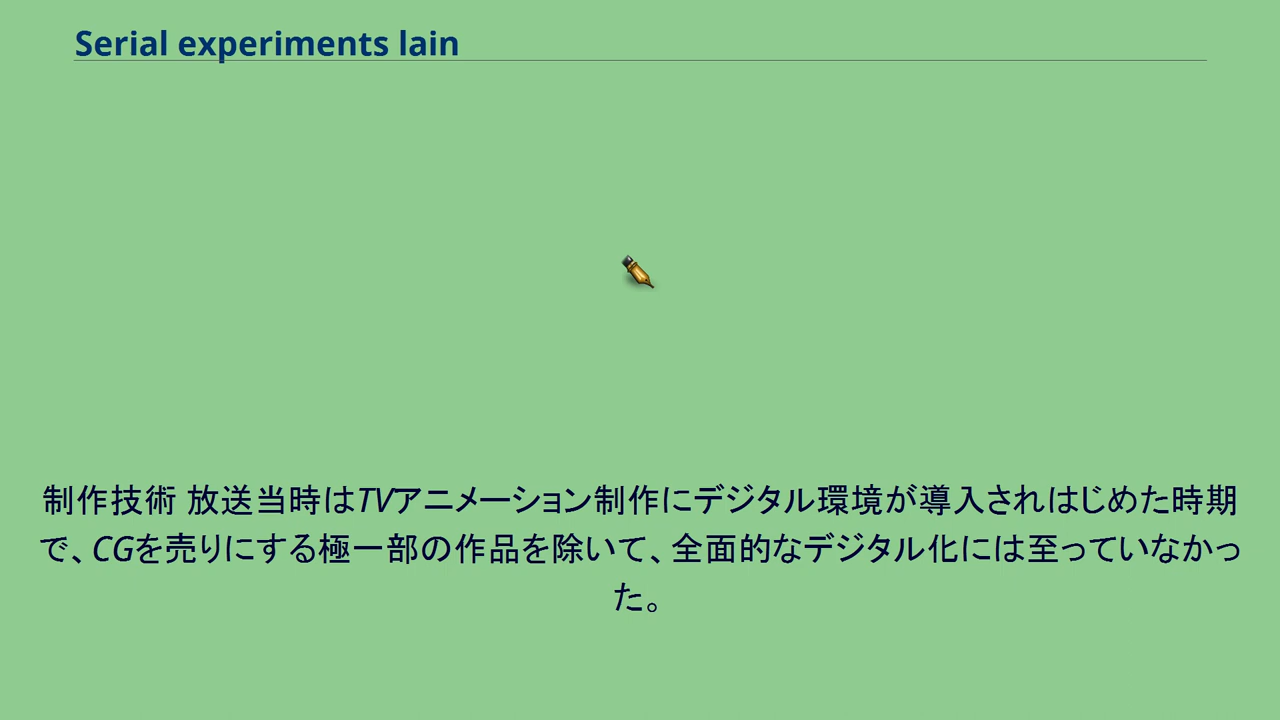 Serial experiments lain
制作技術 放送当時はTVアニメーション制作にデジタル環境が導入されはじめた時期
で、CGを売りにする極一部の作品を除いて、全面的なデジタル化には至っていなかっ
た。